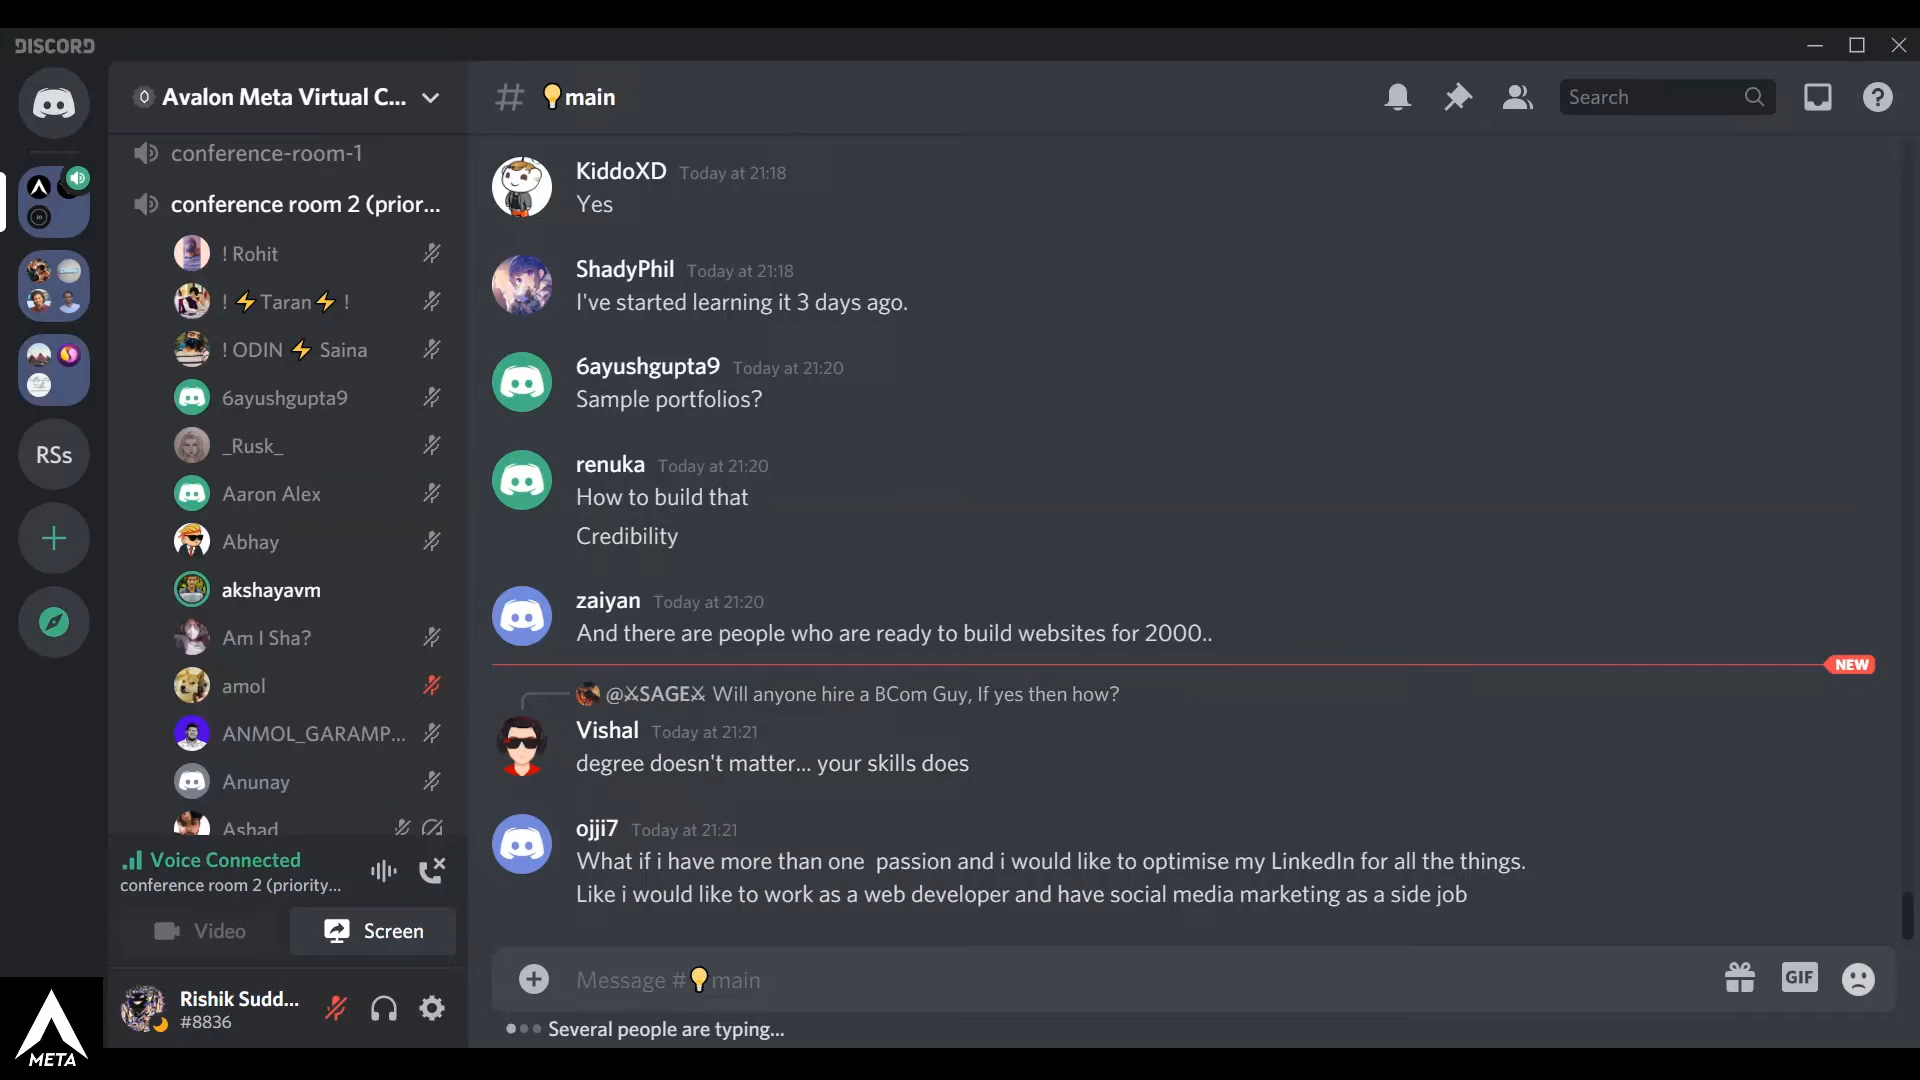 DISCORD
Avalon Meta Virtual C...
💡main
Search
conference-room-1
conference room 2 (prior...
! Rohit
! ⚡Taran⚡ !
! ODIN ⚡ Saina
6ayushgupta9
_Rusk_
Aaron Alex
Abhay
akshayavm
Am I Sha?
amol
ANMOL_GARAMP...
Anunay
Ashad
RSs
Voice Connected
conference room 2 (priority...
Video
Screen
Rishik Sudd...
#8836
META
KiddoXD Today at 21:18
Yes
ShadyPhil Today at 21:18
I've started learning it 3 days ago.
6ayushgupta9 Today at 21:20
Sample portfolios?
renuka Today at 21:20
How to build that
Credibility
zaiyan Today at 21:20
And there are people who are ready to build websites for 2000..
NEW
@⚔SAGE⚔ Will anyone hire a BCom Guy, If yes then how?
Vishal Today at 21:21
degree doesn't matter... your skills does
ojji7 Today at 21:21
What if i have more than one passion and i would like to optimise my LinkedIn for all the things.
Like i would like to work as a web developer and have social media marketing as a side job
Message #💡main
GIF
Several people are typing...